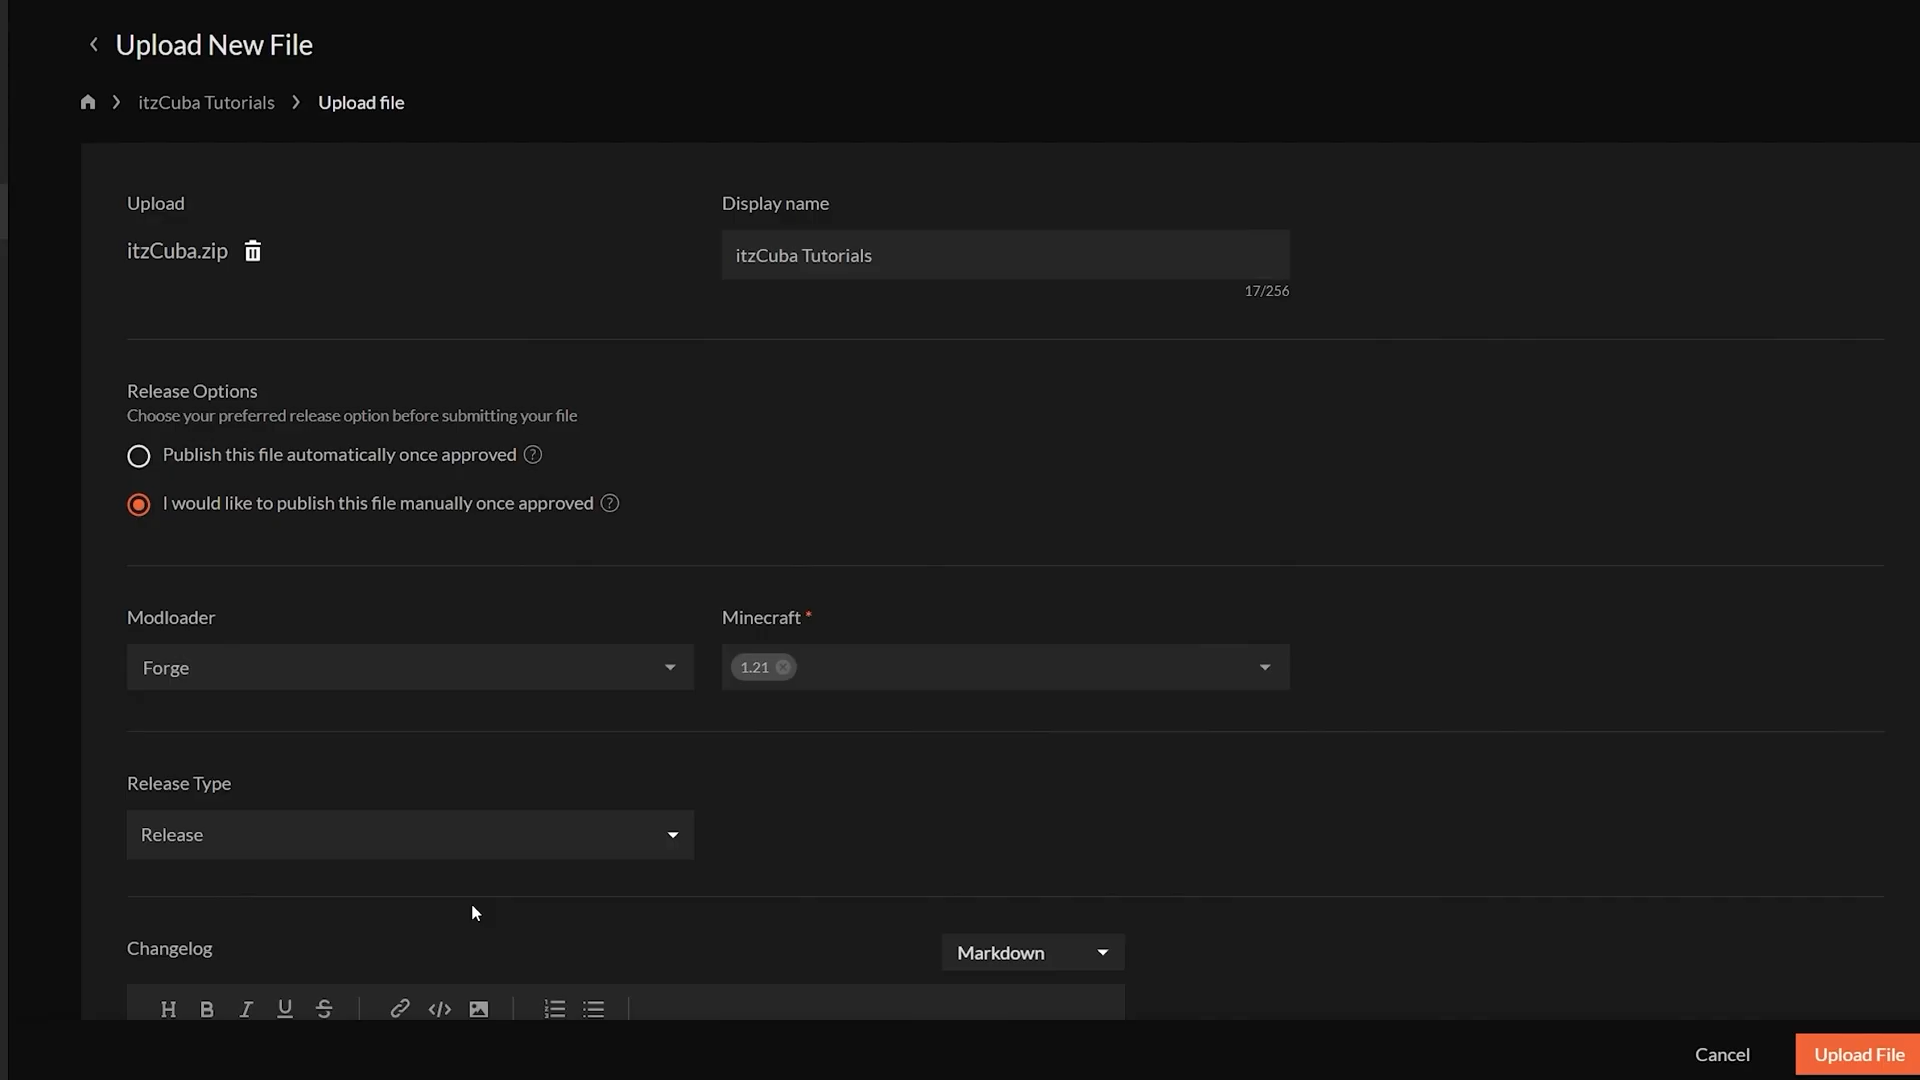 Upload New File
itzCuba Tutorials
Upload file
Upload
Display name
itzCuba.zip
itzCuba Tutorials
17/256
Release Options
Choose your preferred release option before submitting your file
Publish this file automatically once approved
I would like to publish this file manually once approved
Modloader
Minecraft *
Forge
1.21
Release Type
Release
Changelog
Markdown
H B I U S
Cancel
Upload File